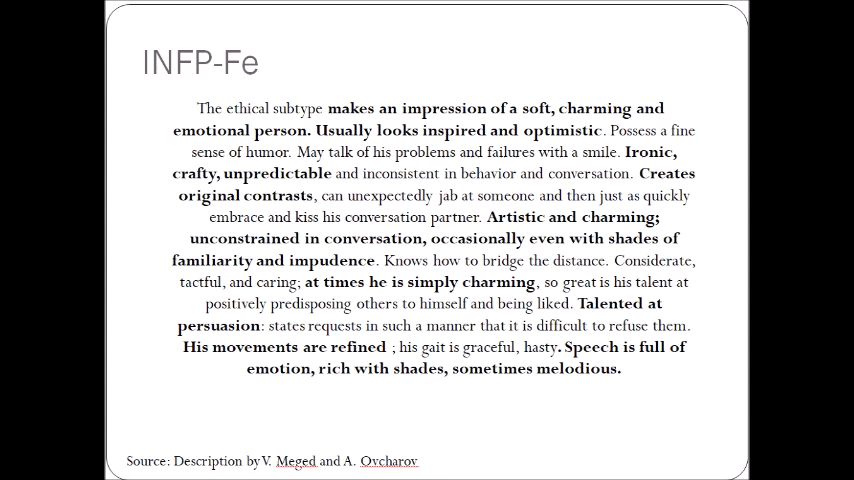 INFP-Fe
The ethical subtype makes an impression of a soft, charming and
emotional person. Usually looks inspired and optimistic. Possess a fine
sense of humor. May talk of his problems and failures with a smile. Ironic,
crafty, unpredictable and inconsistent in behavior and conversation. Creates
original contrasts, can unexpectedly jab at someone and then just as quickly
embrace and kiss his conversation partner. Artistic and charming;
unconstrained in conversation, occasionally even with shades of
familiarity and impudence. Knows how to bridge the distance. Considerate,
tactful, and caring; at times he is simply charming, so great is his talent at
positively predisposing others to himself and being liked. Talented at
persuasion: states requests in such a manner that it is difficult to refuse them.
His movements are refined ; his gait is graceful, hasty. Speech is full of
emotion, rich with shades, sometimes melodious.
Source: Description by V. Meged and A. Ovcharov